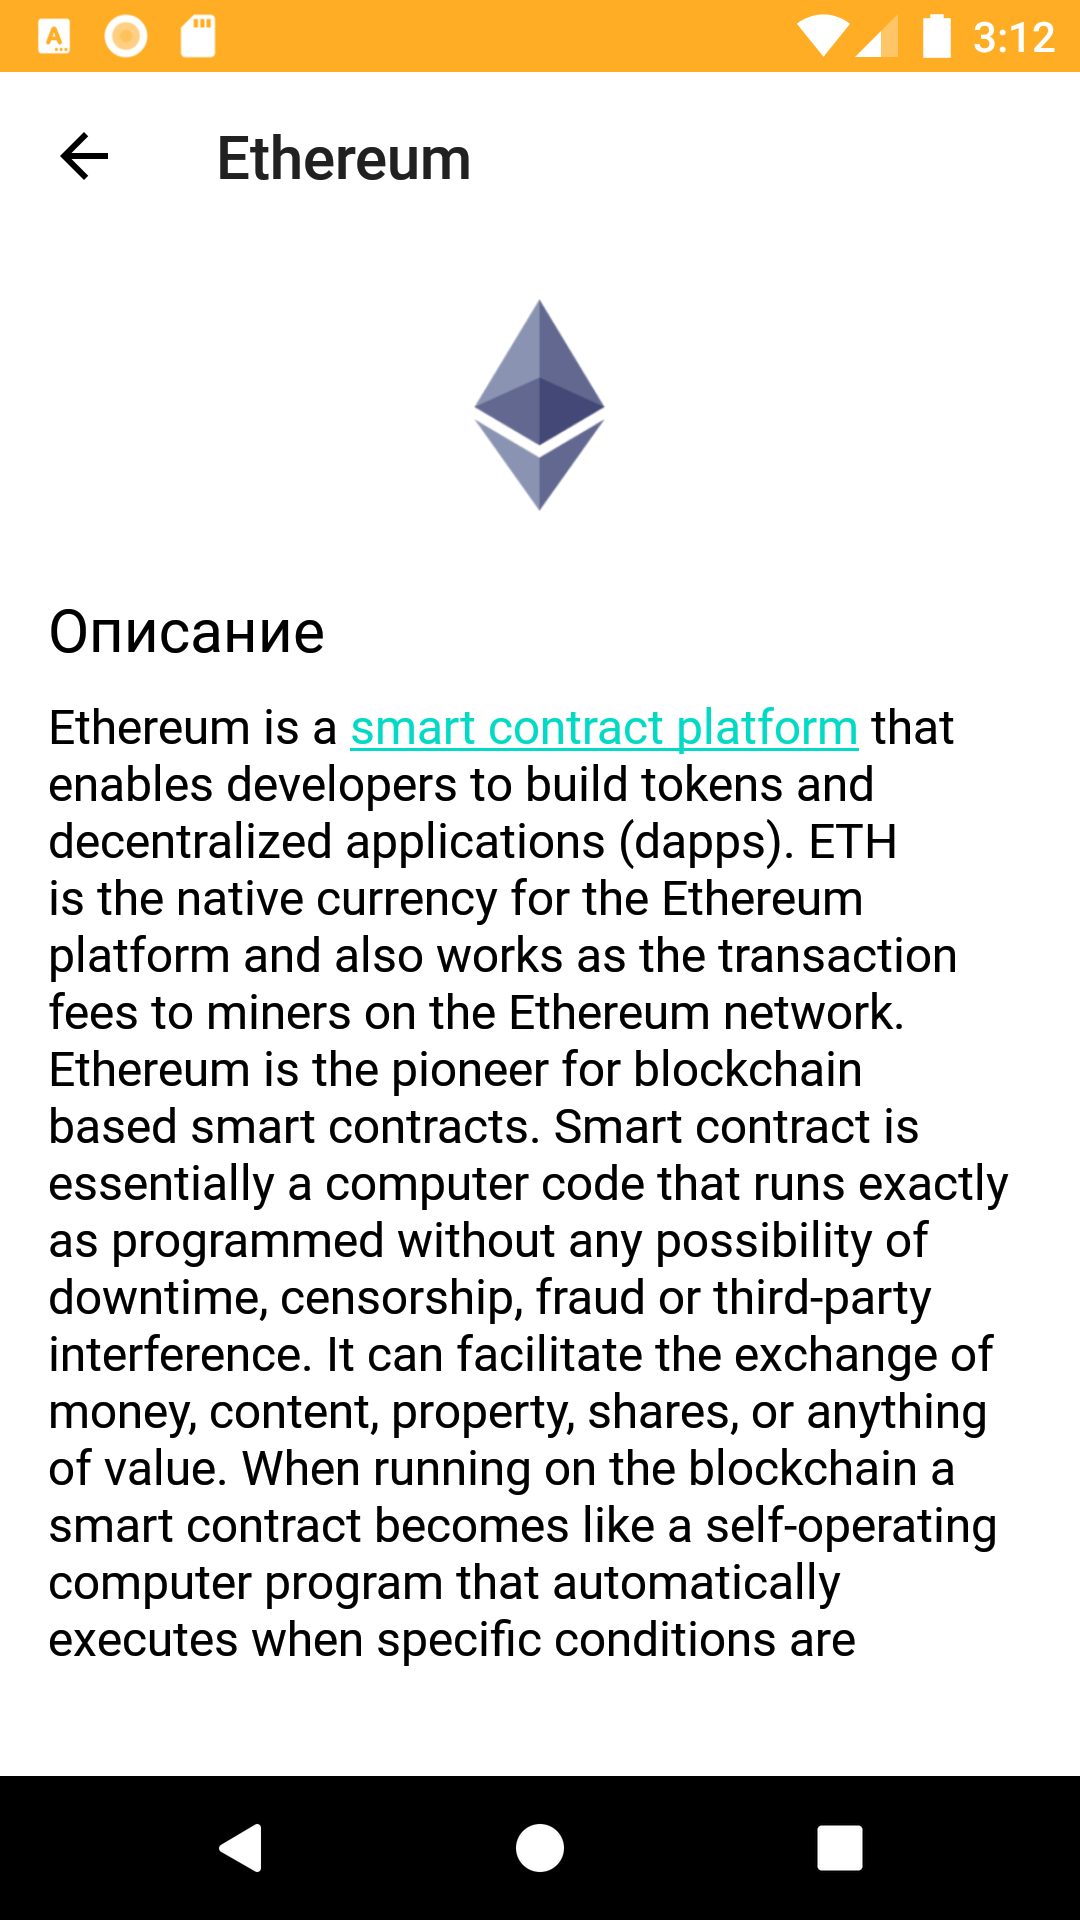 3:12
Ethereum
Описание
Ethereum is a smart contract platform that
enables developers to build tokens and
decentralized applications (dapps). ETH
is the native currency for the Ethereum
platform and also works as the transaction
fees to miners on the Ethereum network.
Ethereum is the pioneer for blockchain
based smart contracts. Smart contract is
essentially a computer code that runs exactly
as programmed without any possibility of
downtime, censorship, fraud or third-party
interference. It can facilitate the exchange of
money, content, property, shares, or anything
of value. When running on the blockchain a
smart contract becomes like a self-operating
computer program that automatically
executes when specific conditions are